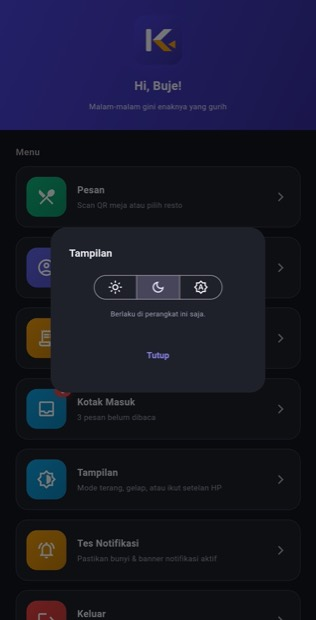 Hi, Buje!
Malam-malam gini enaknya yang gurih
Menu
Pesan
Scan QR meja atau pilih resto
Tampilan
Berlaku di perangkat ini saja.
Tutup
Kotak Masuk
3 pesan belum dibaca
Tampilan
Mode terang, gelap, atau ikut setelan HP
Tes Notifikasi
Pastikan bunyi & banner notifikasi aktif
Keluar